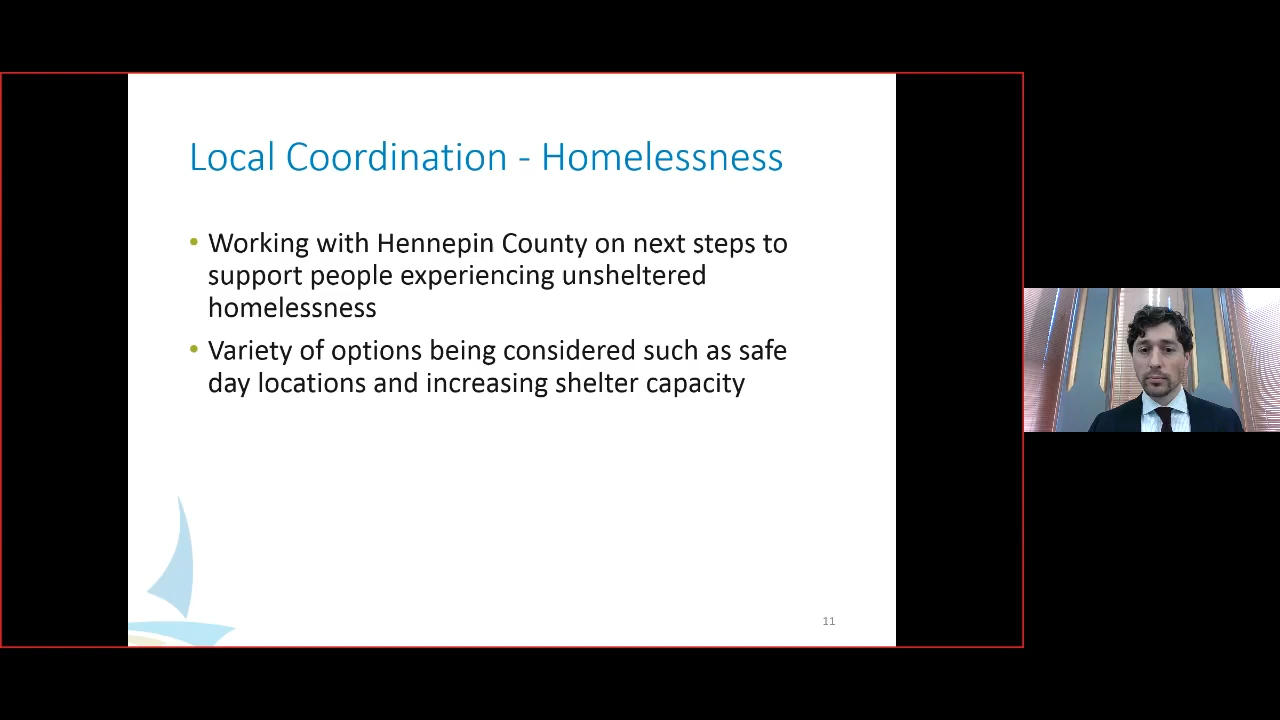 Local Coordination - Homelessness
• Working with Hennepin County on next steps to
support people experiencing unsheltered
homelessness
• Variety of options being considered such as safe
day locations and increasing shelter capacity
11